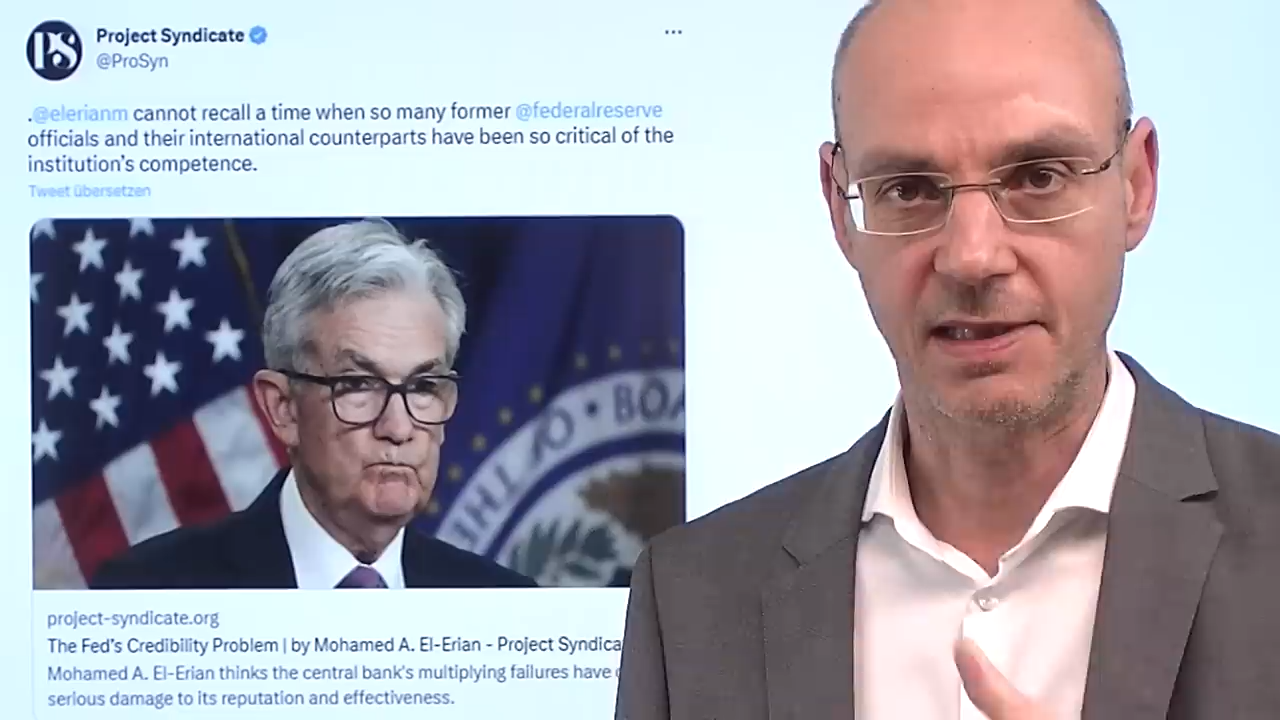 PS
Project Syndicate
@ProSyn
.@elerianm cannot recall a time when so many former @federalreserve
officials and their international counterparts have been so critical of the
institution's competence.
Tweet übersetzen
THE
BOA
project-syndicate.org
The Fed's Credibility Problem | by Mohamed A. El-Erian - Project Syndica
Mohamed A. El-Erian thinks the central bank's multiplying failures have
serious damage to its reputation and effectiveness.